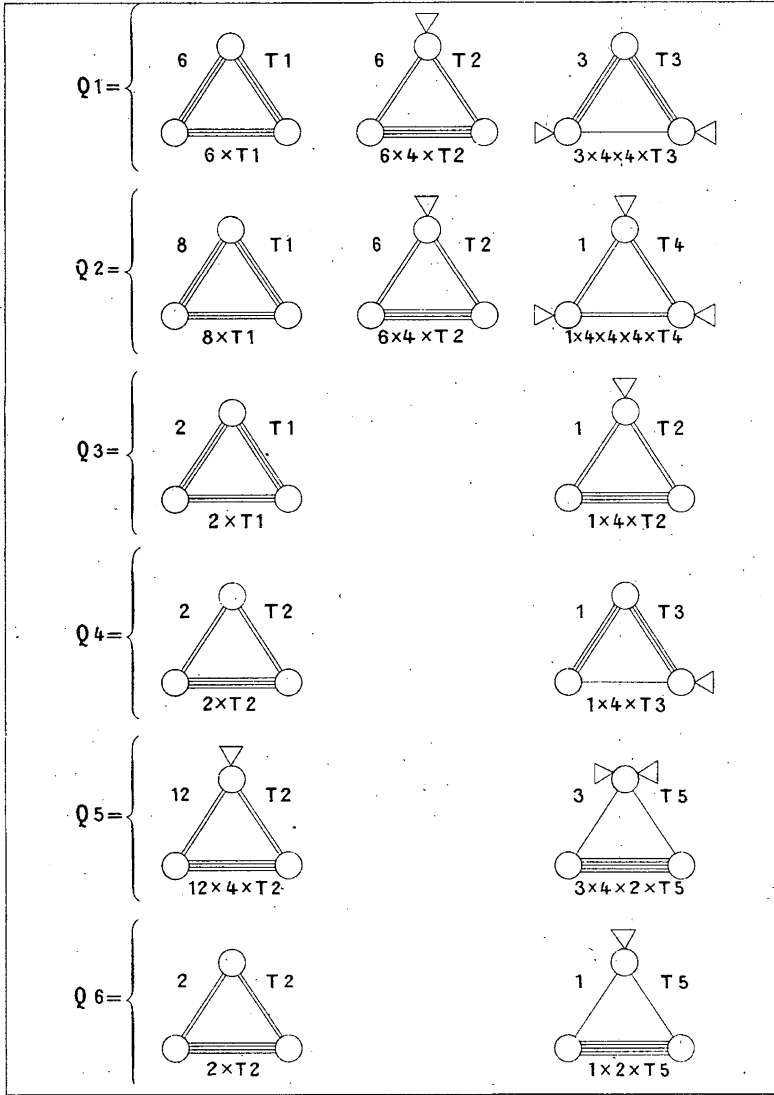 6 T1 6 T2 3 T3
Q1=
6×T1 6×4×T2 3×4×4×T3
8 T1 6 T2 1 T4
Q2=
8×T1 6×4×T2 1×4×4×4×T4
2 T1 1 T2
Q3=
2×T1 1×4×T2
2 T2 1 T3
Q4=
2×T2 1×4×T3
12 T2 3 T5
Q5=
12×4×T2 3×4×2×T5
2 T2 1 T5
Q6=
2×T2 1×2×T5